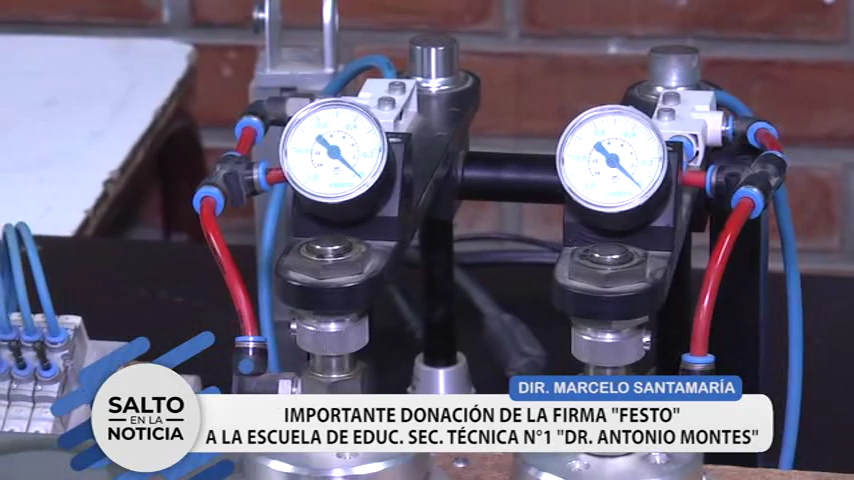 DIR. MARCELO SANTAMARÍA
SALTO
EN LA
NOTICIA
IMPORTANTE DONACIÓN DE LA FIRMA "FESTO"
A LA ESCUELA DE EDUC. SEC. TÉCNICA N°1 "DR. ANTONIO MONTES"